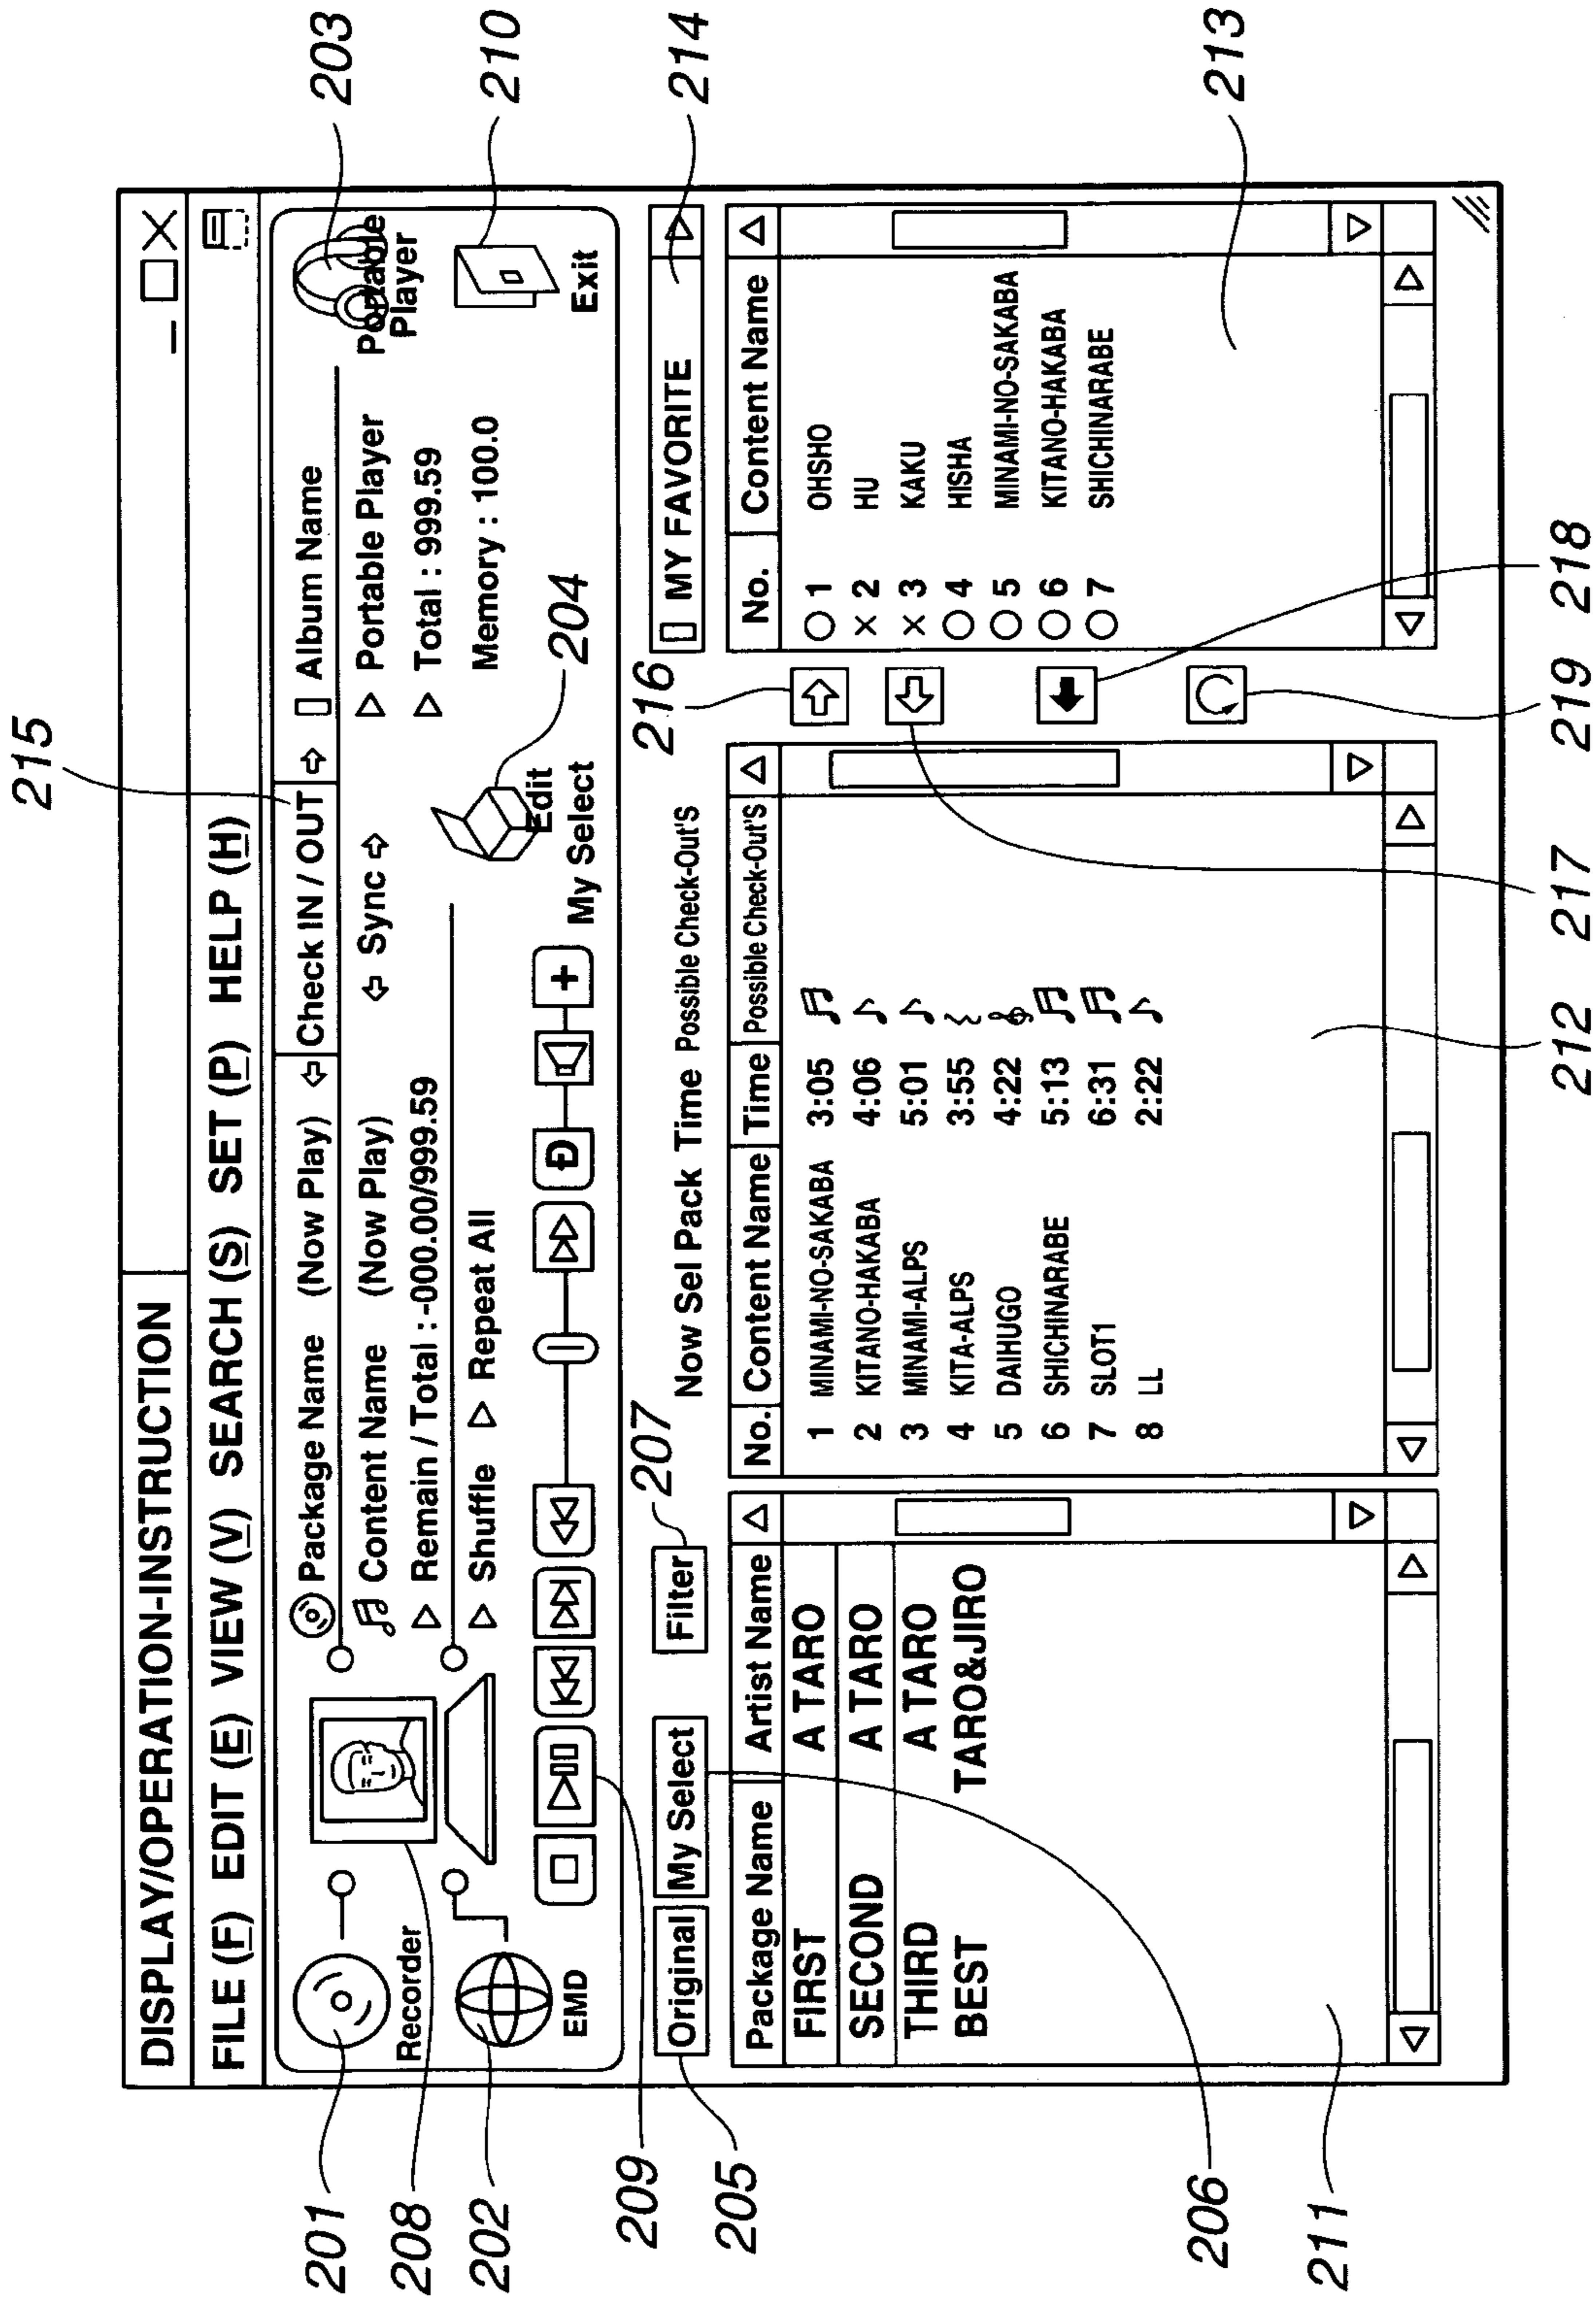 215
203
210
214
213
DISPLAY/OPERATION-INSTRUCTION
FILE (F) EDIT (E) VIEW (V) SEARCH (S) SET (P) HELP (H)
Package Name (Now Play) Check IN / OUT Album Name
Content Name (Now Play) Sync Portable Player
Remain / Total : -000.00/999.59 Total : 999.59
Shuffle Repeat All Memory : 100.0
Portable
Player
Recorder
EMD
Edit
My Select
Exit
Đ
+
204
216
207
Original My Select Filter Now Sel Pack Time Possible Check-Out'S MY FAVORITE
Package Name Artist Name
FIRST A TARO
SECOND A TARO
THIRD A TARO
BEST TARO&JIRO
No. Content Name Time Possible Check-Out'S
1 MINAMI-NO-SAKABA 3:05
2 KITANO-HAKABA 4:06
3 MINAMI-ALPS 5:01
4 KITA-ALPS 3:55
5 DAIHUGO 4:22
6 SHICHINARABE 5:13
7 SLOT1 6:31
8 LL 2:22
No. Content Name
○ 1 OHSHO
× 2 HU
× 3 KAKU
○ 4 HISHA
○ 5 MINAMI-NO-SAKABA
○ 6 KITANO-HAKABA
○ 7 SHICHINARABE
201
208
202
209
205
206
211
212
217
219
218